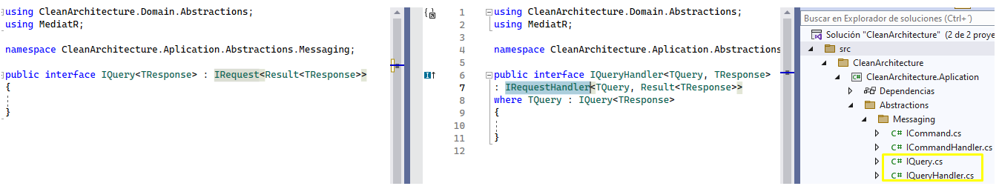 using CleanArchitecture.Domain.Abstractions;
using MediatR;
namespace CleanArchitecture.Aplication.Abstractions.Messaging;
public interface IQuery<TResponse> : IRequest<Result<TResponse>>
{
}
1 using CleanArchitecture.Domain.Abstractions;
2 using MediatR;
3
4 namespace CleanArchitecture.Aplication.Abstractions
5
6 public interface IQueryHandler<TQuery, TResponse>
7 : IRequestHandler<TQuery, Result<TResponse>>
8 where TQuery : IQuery<TResponse>
9 {
10
11 }
12
Buscar en Explorador de soluciones (Ctrl+´)
Solución "CleanArchitecture" (2 de 2 proye
src
CleanArchitecture
C# CleanArchitecture.Aplication
Dependencias
Abstractions
Messaging
C# ICommand.cs
C# ICommandHandler.cs
C# IQuery.cs
C# IQueryHandler.cs